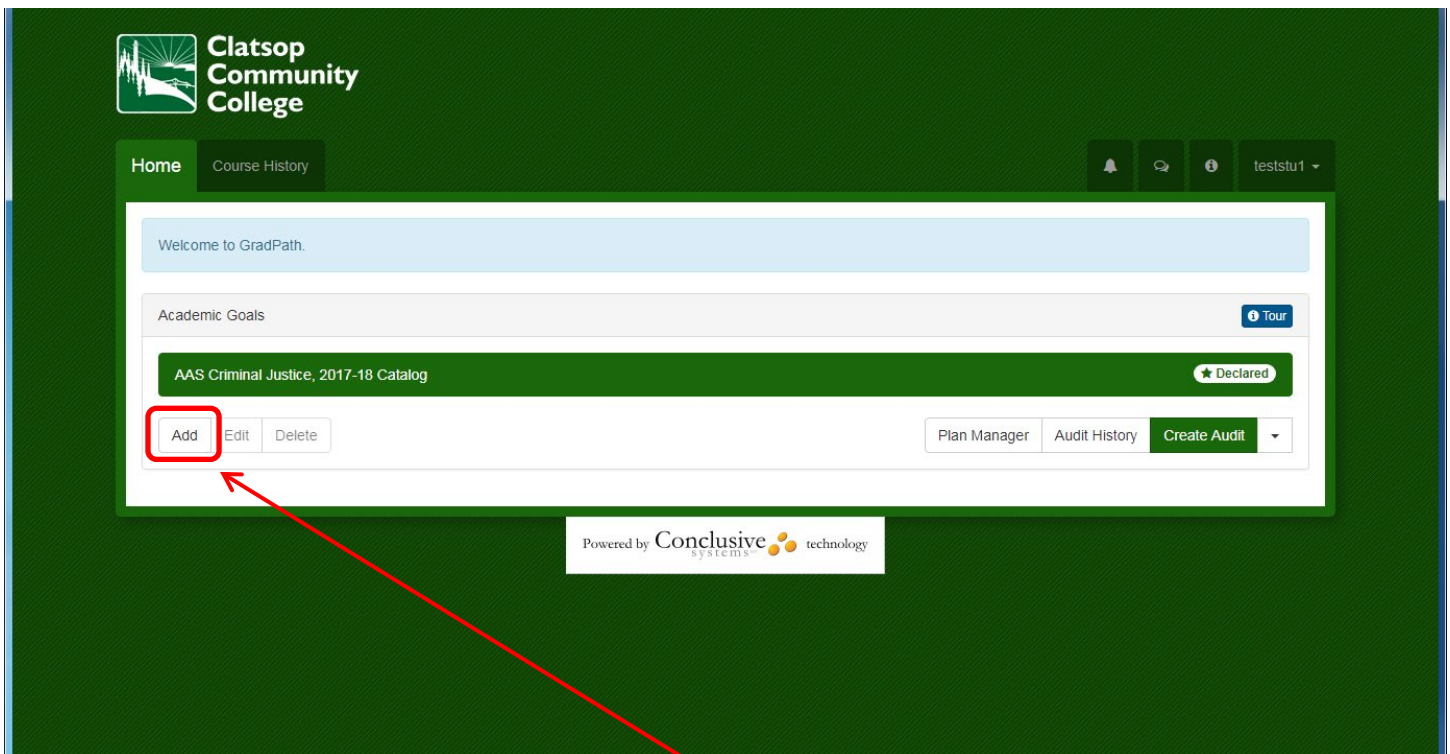 Clatsop
Community
College
Home Course History teststu1
Welcome to GradPath.
Academic Goals Tour
AAS Criminal Justice, 2017-18 Catalog Declared
Add Edit Delete Plan Manager Audit History Create Audit
Powered by Conclusive systems technology